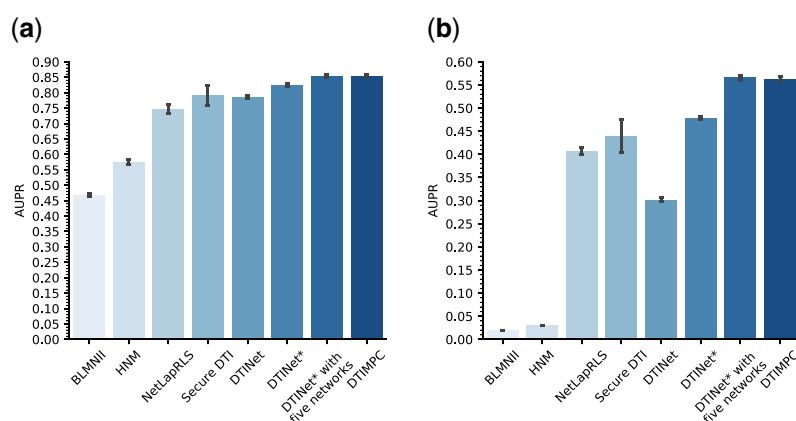 (a)
AUPR
0.90
0.85
0.80
0.75
0.70
0.65
0.60
0.55
0.50
0.45
0.40
0.35
0.30
0.25
0.20
0.15
0.10
0.05
0.00
BLMNII
HNM
NetLapRLS
Secure DTI
DTINet
DTINet*
DTINet* with
five networks
DTIMPC
(b)
AUPR
0.60
0.55
0.50
0.45
0.40
0.35
0.30
0.25
0.20
0.15
0.10
0.05
0.00
BLMNII
HNM
NetLapRLS
Secure DTI
DTINet
DTINet*
DTINet* with
five networks
DTIMPC